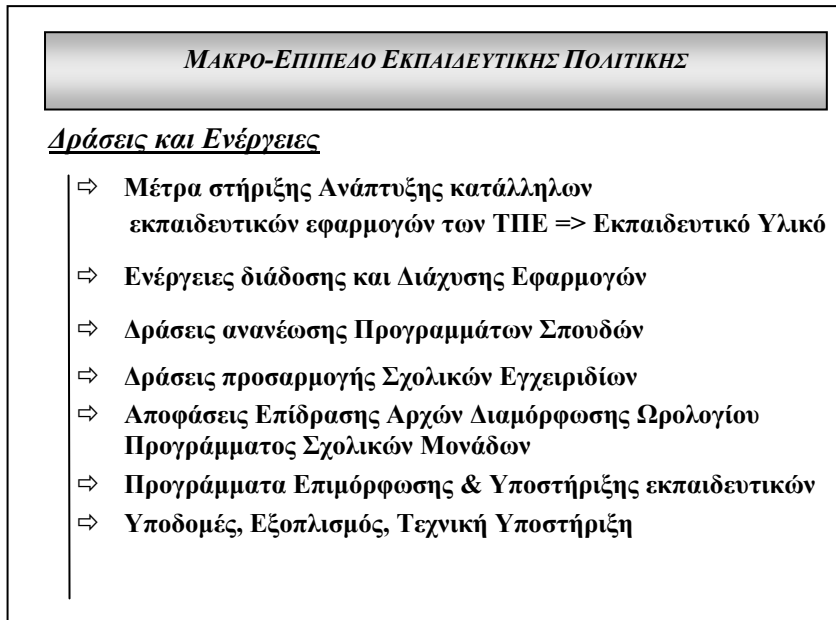 ΜΑΚΡΟ-ΕΠΙΠΕΔΟ ΕΚΠΑΙΔΕΥΤΙΚΗΣ ΠΟΛΙΤΙΚΗΣ
Δράσεις και Ενέργειες
⇨ Μέτρα στήριξης Ανάπτυξης κατάλληλων
εκπαιδευτικών εφαρμογών των ΤΠΕ => Εκπαιδευτικό Υλικό
⇨ Ενέργειες διάδοσης και Διάχυσης Εφαρμογών
⇨ Δράσεις ανανέωσης Προγραμμάτων Σπουδών
⇨ Δράσεις προσαρμογής Σχολικών Εγχειριδίων
⇨ Αποφάσεις Επίδρασης Αρχών Διαμόρφωσης Ωρολογίου
Προγράμματος Σχολικών Μονάδων
⇨ Προγράμματα Επιμόρφωσης & Υποστήριξης εκπαιδευτικών
⇨ Υποδομές, Εξοπλισμός, Τεχνική Υποστήριξη